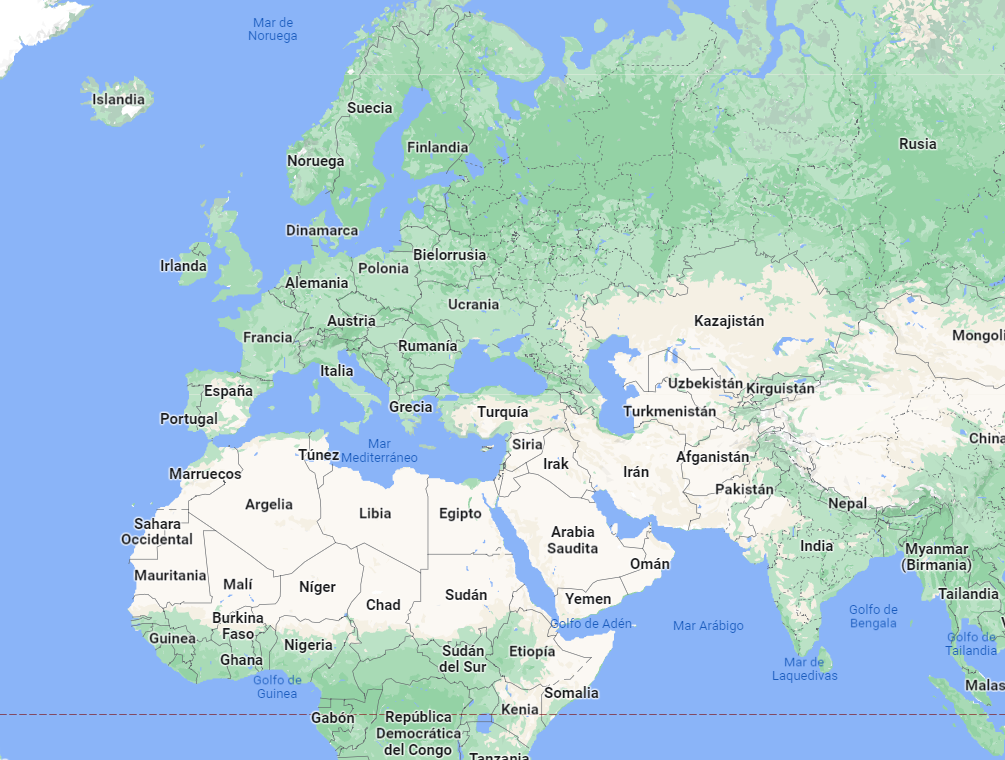 Mar de
Noruega
Islandia
Suecia
Rusia
Finlandia
Noruega
Dinamarca
Bielorrusia
Irlanda
Polonia
Alemania
Ucrania
Austria
Kazajistán
Francia
Rumanía
Mongoli
Italia
Uzbekistán
Kirguistán
España
Grecia
Turquía
Turkmenistán
Portugal
Mar
Mediterráneo
Siria
China
Túnez
Afganistán
Irak
Irán
Marruecos
Pakistán
Argelia
Nepal
Libia
Egipto
Sahara
Occidental
Arabia
Saudita
India
Myanmar
(Birmania)
Omán
Mauritania
Malí
Níger
Tailandia
Sudán
Yemen
Chad
Golfo de
Bengala
Burkina
Faso
Golfo de Adén
Mar Arábigo
Guinea
Nigeria
Golfo de
Tailandia
Sudán
del Sur
Etiopía
Ghana
Mar de
Laquedivas
Golfo de
Guinea
Malas
Somalia
Kenia
Gabón
República
Democrática
del Congo
Tanzania